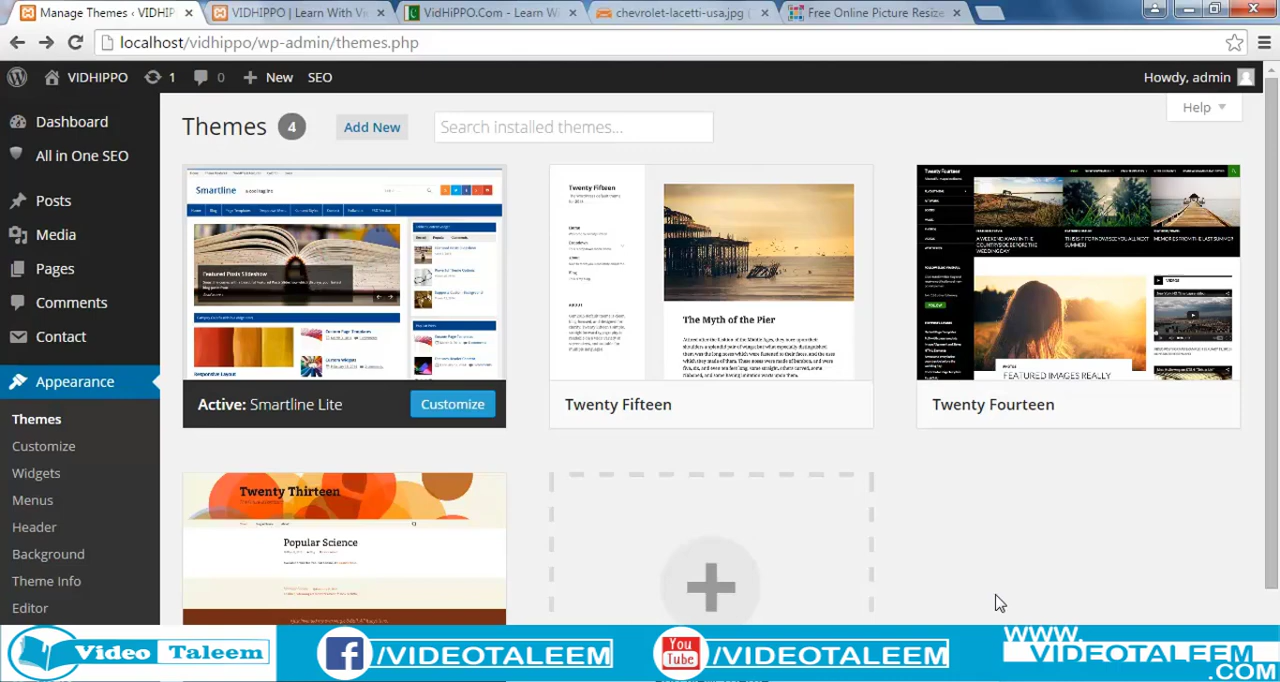 Manage Themes ‹ VIDHIP
VIDHIPPO | Learn With V
VidHiPPO.Com - Learn W
chevrolet-lacetti-usa.jpg (
Free Online Picture Resize
localhost/vidhippo/wp-admin/themes.php
VIDHIPPO 1 0 New SEO
Howdy, admin
Help
Dashboard
All in One SEO
Posts
Media
Pages
Comments
Contact
Appearance
Themes
Customize
Widgets
Menus
Header
Background
Theme Info
Editor
Themes 4 Add New Search installed themes...
Smartline
Featured Posts Slideshow
Responsive Layout
Active: Smartline Lite Customize
Twenty Fifteen
ABOUT
The Myth of the Pier
Twenty Fifteen
Twenty Fourteen
FEATURED IMAGES REALLY
Twenty Fourteen
Twenty Thirteen
Popular Science
Video Taleem
f /VIDEOTALEEM
You Tube /VIDEOTALEEM
WWW.
VIDEOTALEEM
.COM